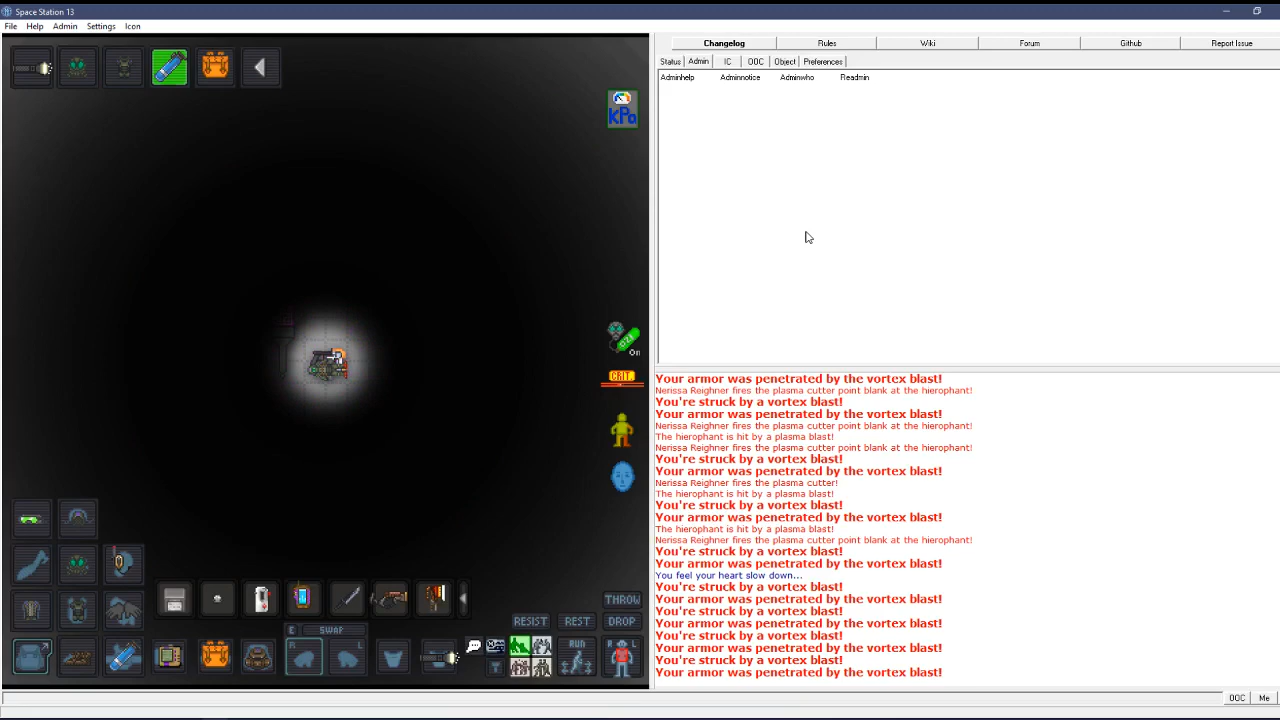 Space Station 13
File Help Admin Settings Icon
Changelog Rules Wiki Forum Github Report Issue
Status Admin IC OOC Object Preferences
Adminhelp Adminnotice Adminwho Readmin
kPa
On
CRIT
THROW
RESIST REST DROP
E SWAP
R L RUN R L
T
Your armor was penetrated by the vortex blast!
Nerissa Reighner fires the plasma cutter point blank at the hierophant!
You're struck by a vortex blast!
Your armor was penetrated by the vortex blast!
Nerissa Reighner fires the plasma cutter point blank at the hierophant!
The hierophant is hit by a plasma blast!
Nerissa Reighner fires the plasma cutter point blank at the hierophant!
You're struck by a vortex blast!
Your armor was penetrated by the vortex blast!
Nerissa Reighner fires the plasma cutter!
The hierophant is hit by a plasma blast!
You're struck by a vortex blast!
Your armor was penetrated by the vortex blast!
The hierophant is hit by a plasma blast!
Nerissa Reighner fires the plasma cutter point blank at the hierophant!
You're struck by a vortex blast!
Your armor was penetrated by the vortex blast!
You feel your heart slow down...
You're struck by a vortex blast!
Your armor was penetrated by the vortex blast!
You're struck by a vortex blast!
Your armor was penetrated by the vortex blast!
You're struck by a vortex blast!
Your armor was penetrated by the vortex blast!
You're struck by a vortex blast!
Your armor was penetrated by the vortex blast!
OOC Me